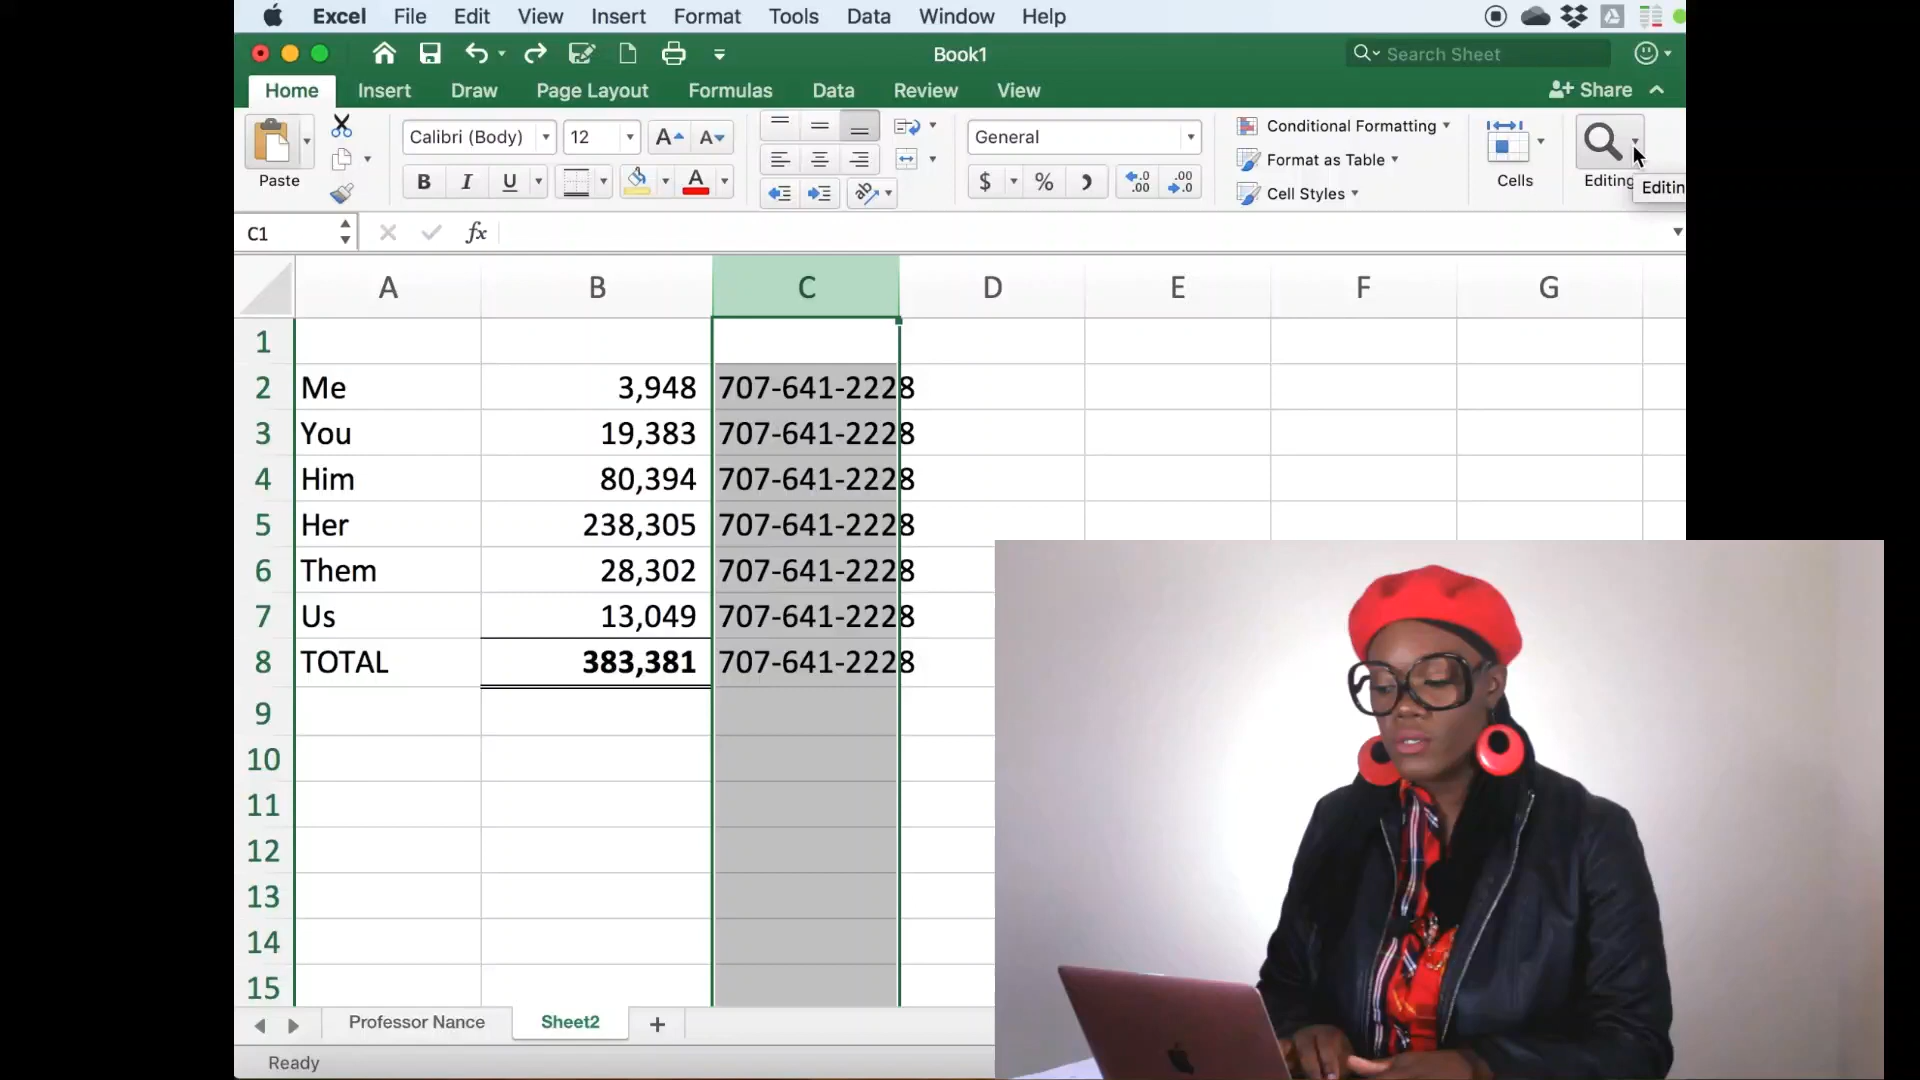 Excel File Edit View Insert Format Tools Data Window Help
Book1
Search Sheet
Home Insert Draw Page Layout Formulas Data Review View
Share
Paste
Calibri (Body) 12 A A
B I U A
ab
General
$ % .0 .00 .00 .0
Conditional Formatting
Format as Table
Cell Styles
Cells
Editing
Editin
C1 fx
A B C D E F G
1
2 Me 3,948 707-641-2228
3 You 19,383 707-641-2228
4 Him 80,394 707-641-2228
5 Her 238,305 707-641-2228
6 Them 28,302 707-641-2228
7 Us 13,049 707-641-2228
8 TOTAL 383,381 707-641-2228
9
10
11
12
13
14
15
Professor Nance Sheet2
Ready